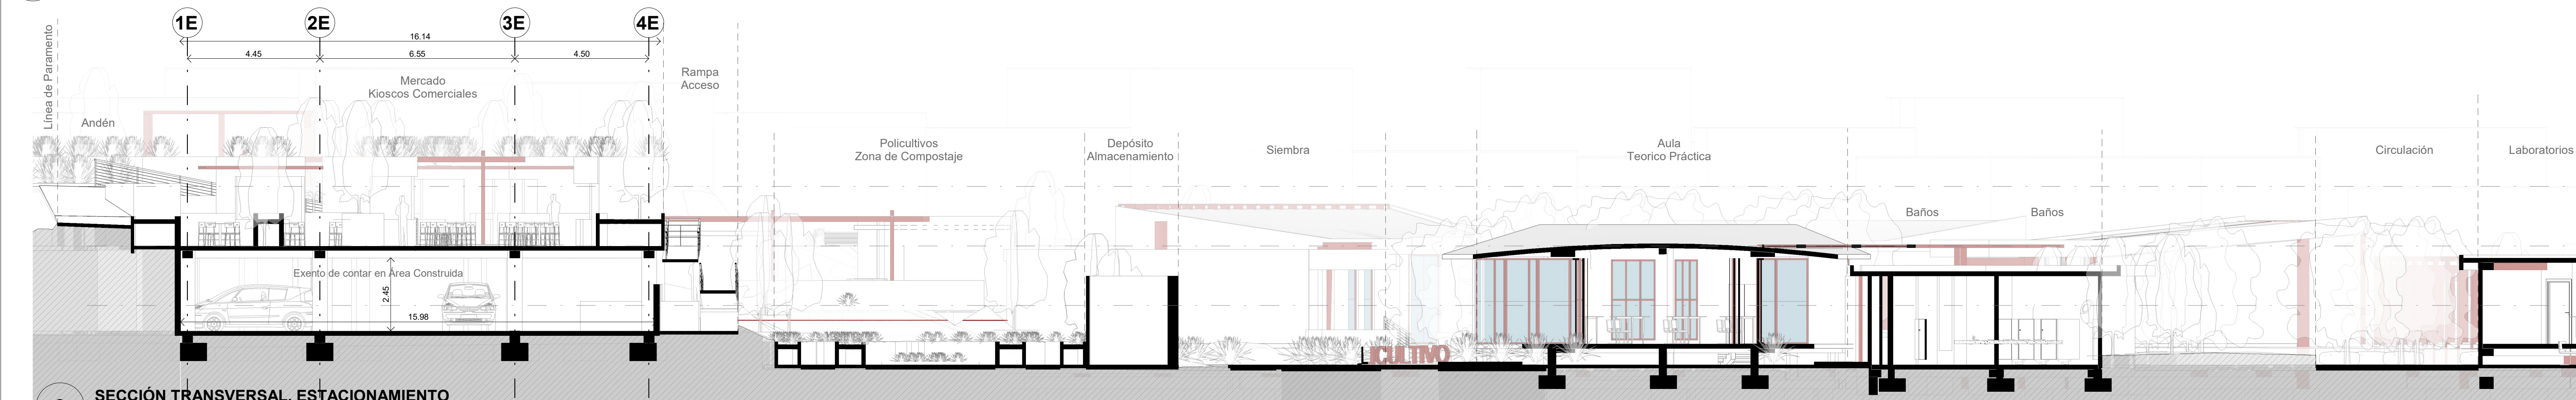 1E 2E 3E 4E
16.14
4.45 6.55 4.50
Línea de Paramento
Andén
Mercado
Kioscos Comerciales
Rampa
Acceso
Policultivos
Zona de Compostaje
Depósito
Almacenamiento
Siembra
Aula
Teorico Práctica
Baños
Baños
Circulación
Laboratorios
Exento de contar en Área Construida
2.45
15.98
ICULTIVO
SECCIÓN TRANSVERSAL. ESTACIONAMIENTO